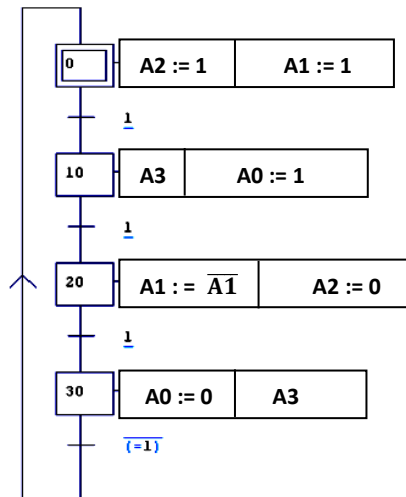 0 A2 := 1 A1 := 1
1
10 A3 A0 := 1
1
20 A1 : = A̅1̅ A2 := 0
1
30 A0 := 0 A3
(̅=̅1̅)̅